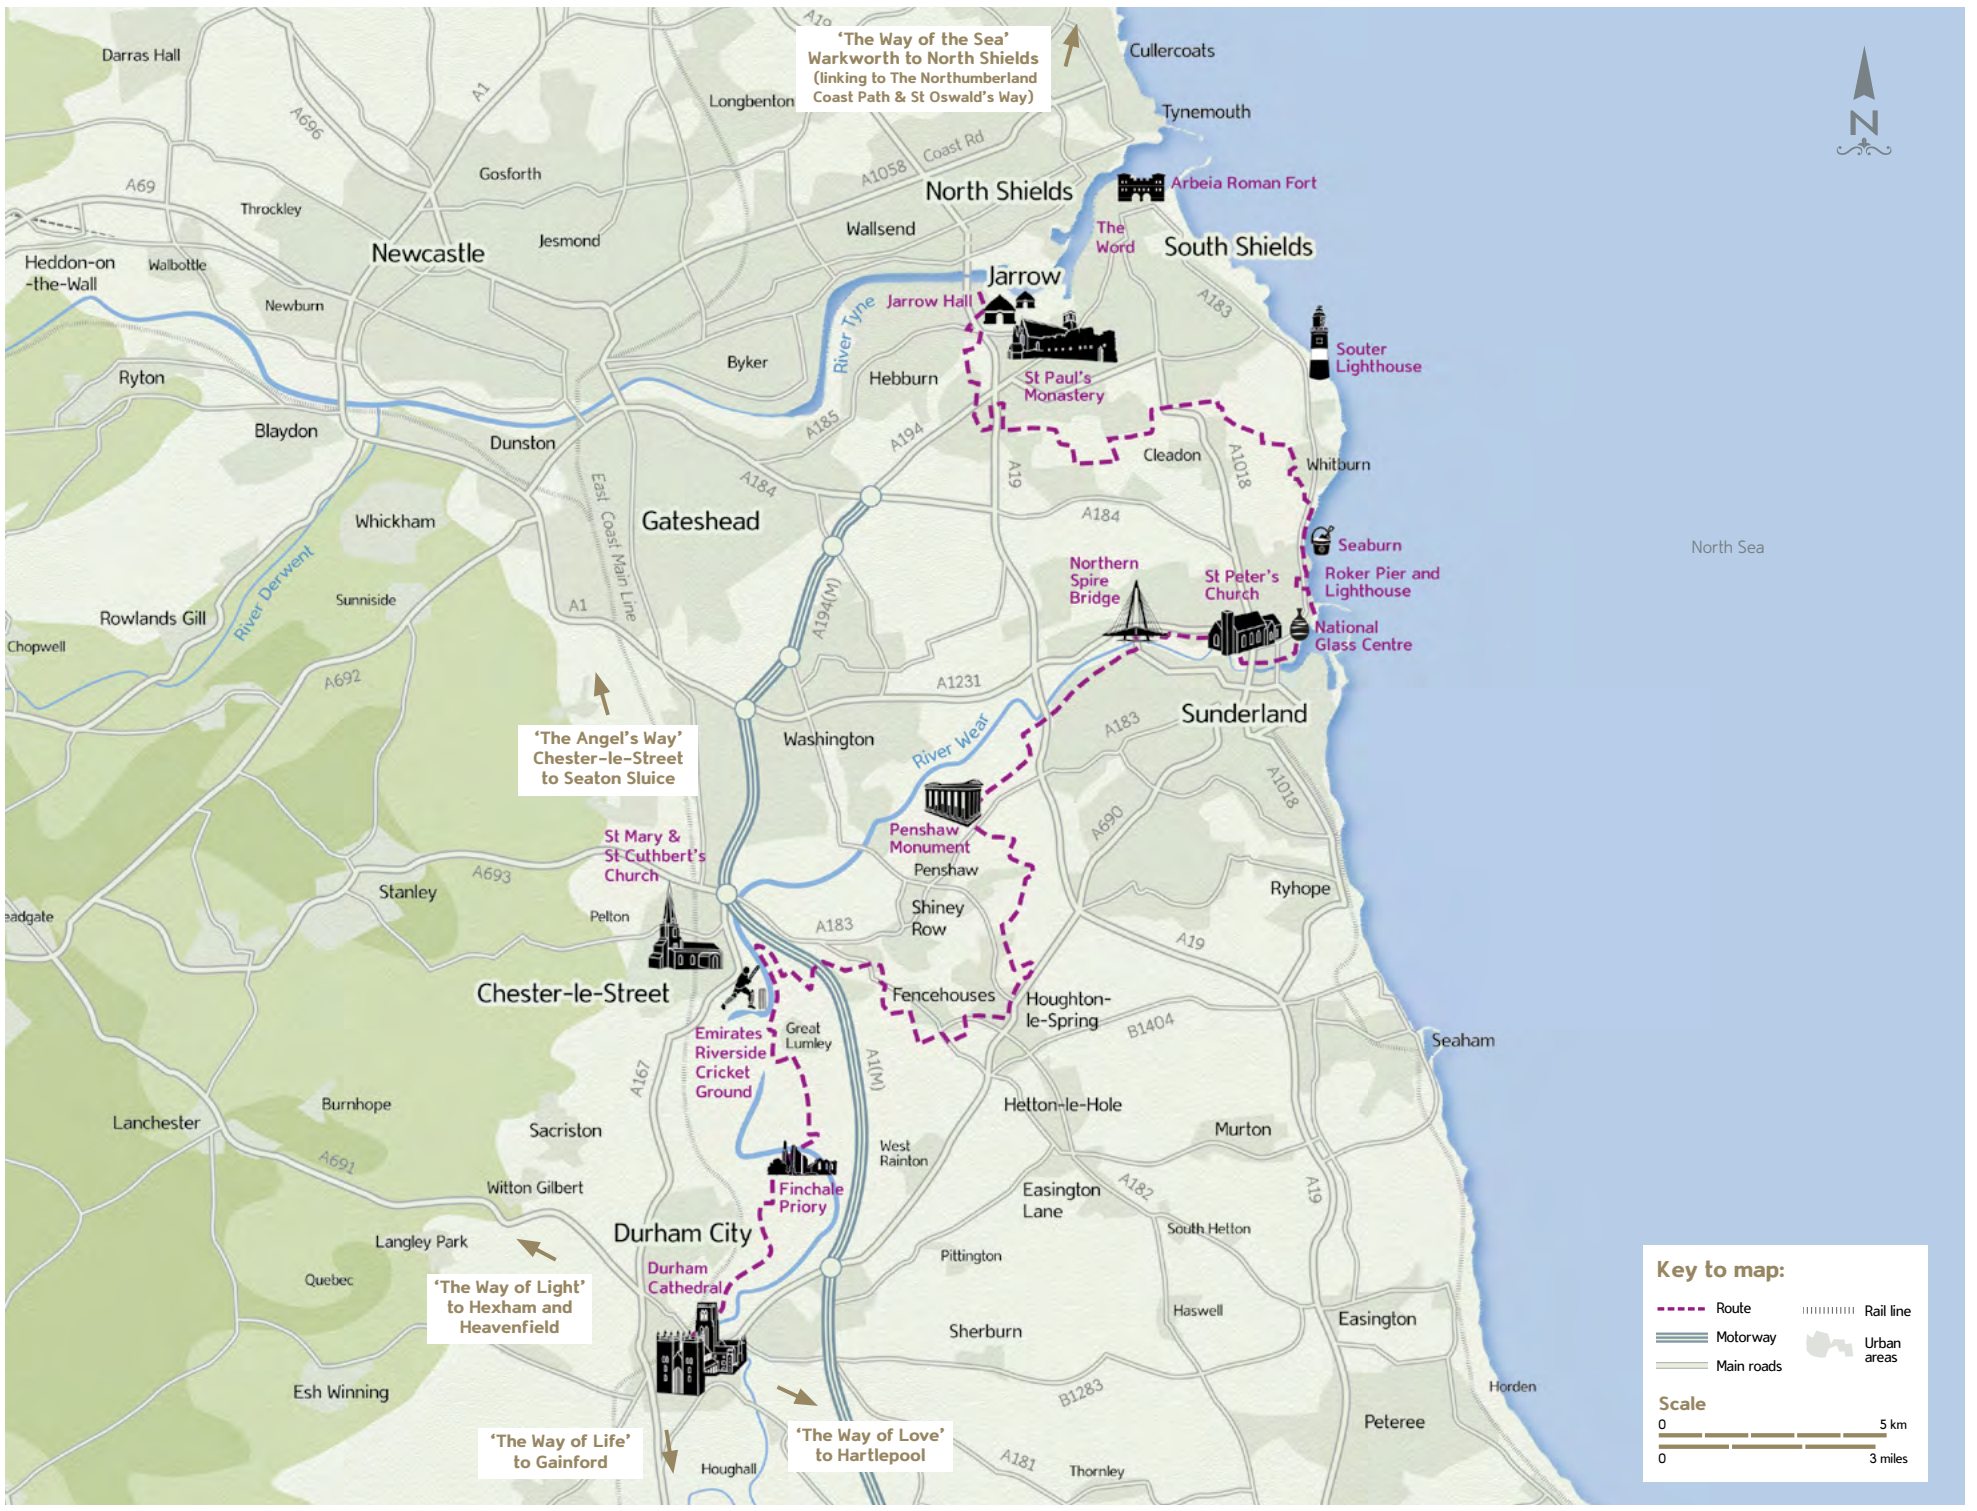 A19
'The Way of the Sea'
Warkworth to North Shields
(linking to The Northumberland
Coast Path & St Oswald's Way)
Cullercoats
Darras Hall
A1
Longbenton
Tynemouth
A696
N
Coast Rd
A1058
Gosforth
A69
North Shields
Arbeia Roman Fort
Throckley
Wallsend
The
Word
South Shields
Newcastle
Jesmond
Heddon-on
-the-Wall
Walbottle
Jarrow
Newburn
Jarrow Hall
A183
River Tyne
Souter
Lighthouse
Byker
Ryton
Hebburn
St Paul's
Monastery
A185
A194
Blaydon
Dunston
Cleadon
A1018
Whitburn
A19
A184
East Coast Main Line
Whickham
Gateshead
A184
Seaburn
North Sea
River Derwent
Northern
Spire
Bridge
St Peter's
Church
Roker Pier and
Lighthouse
Sunniside
A1
A194(M)
Rowlands Gill
National
Glass Centre
Chopwell
A692
A1231
Sunderland
'The Angel's Way'
Chester-le-Street
to Seaton Sluice
Washington
River Wear
A183
A1018
A690
St Mary &
St Cuthbert's
Church
Penshaw
Monument
A693
Penshaw
Stanley
Ryhope
eadgate
Pelton
Shiney
Row
A183
A19
Chester-le-Street
Fencehouses
Houghton-
le-Spring
B1404
Emirates
Riverside
Cricket
Ground
Great
Lumley
Seaham
A167
A1(M)
Burnhope
Hetton-le-Hole
Lanchester
Sacriston
Murton
West
Rainton
A691
Witton Gilbert
Finchale
Priory
Easington
Lane
A182
A19
Durham City
South Hetton
Langley Park
Pittington
Quebec
Durham
Cathedral
'The Way of Light'
to Hexham and
Heavenfield
Haswell
Easington
Sherburn
Esh Winning
B1283
Horden
Peteree
'The Way of Life'
to Gainford
'The Way of Love'
to Hartlepool
Houghall
A181
Thornley
Key to map:
Route
Rail line
Motorway
Urban
areas
Main roads
Scale
0 5 km
0 3 miles